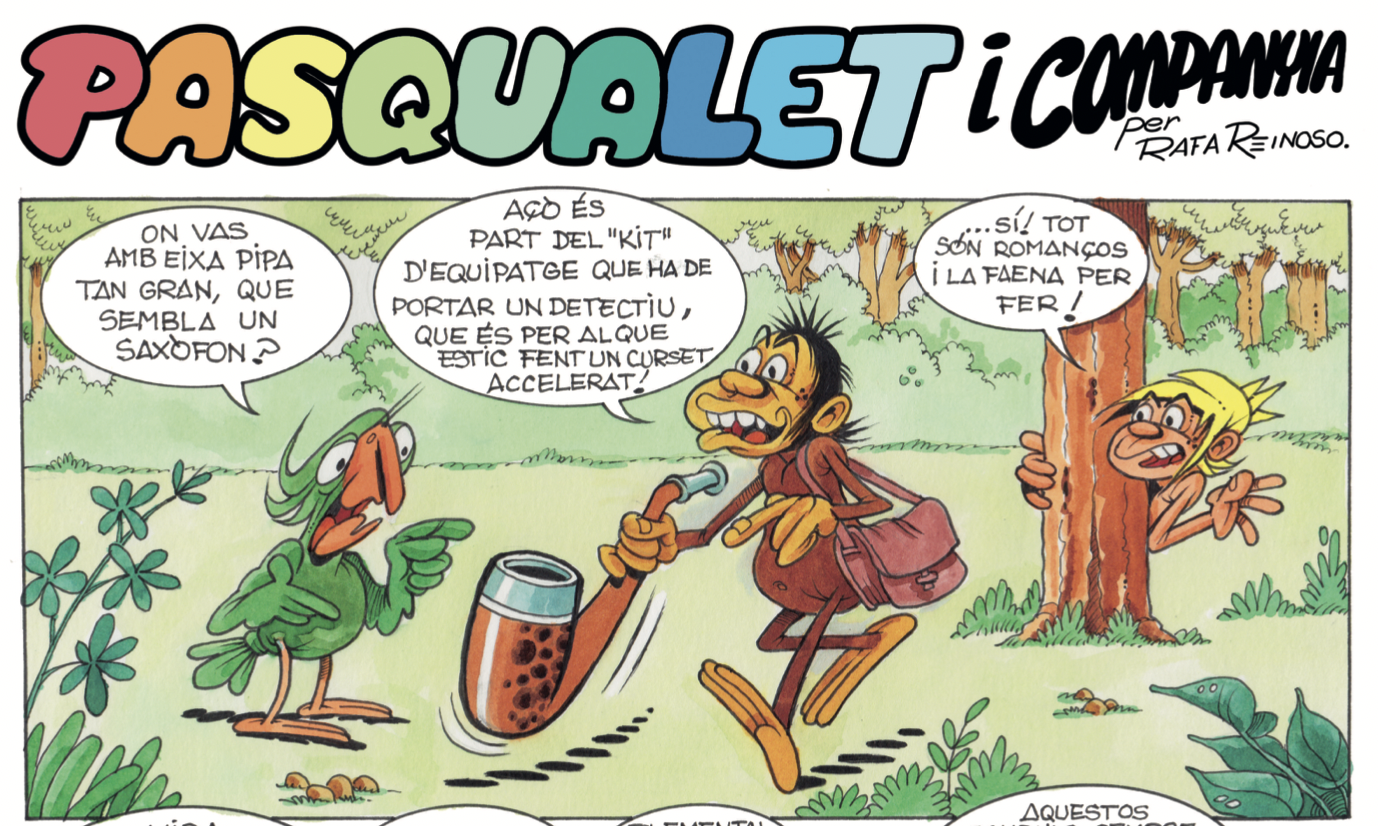 PASQUALET i COMPANYIA
per
RAFA REINOSO.
ON VAS
AMB EIXA PIPA
TAN GRAN, QUE
SEMBLA UN
SAXÒFON?
AÇÒ ÉS
PART DEL "KIT"
D'EQUIPATGE QUE HA DE
PORTAR UN DETECTIU,
QUE ÉS PER AL QUE
ESTIC FENT UN CURSET
ACCELERAT!
...SÍ! TOT
SÓN ROMANÇOS
I LA FAENA PER
FER!
AQUESTOS